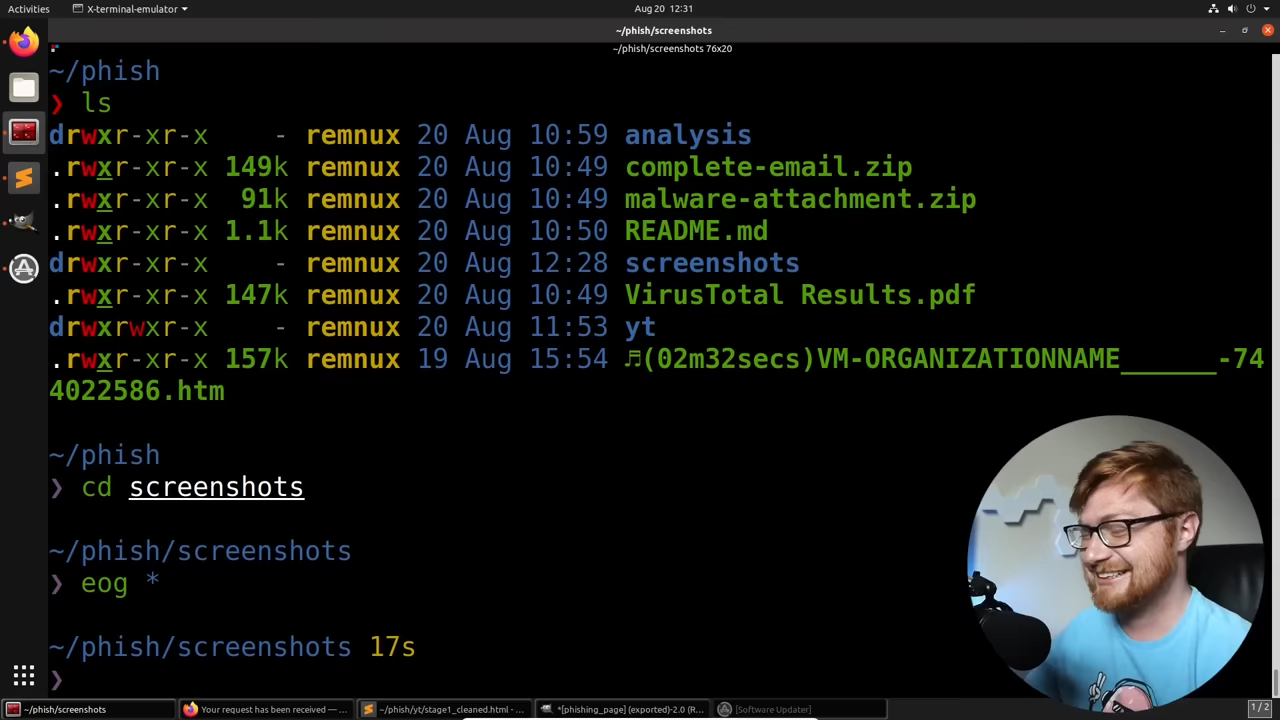 Activities X-terminal-emulator Aug 20 12:31
~/phish/screenshots
~/phish/screenshots 76x20
~/phish
❯ ls
drwxr-xr-x - remnux 20 Aug 10:59 analysis
.rwxr-xr-x 149k remnux 20 Aug 10:49 complete-email.zip
.rwxr-xr-x 91k remnux 20 Aug 10:49 malware-attachment.zip
.rwxr-xr-x 1.1k remnux 20 Aug 10:50 README.md
drwxr-xr-x - remnux 20 Aug 12:28 screenshots
.rwxr-xr-x 147k remnux 20 Aug 10:49 VirusTotal Results.pdf
drwxrwxr-x - remnux 20 Aug 11:53 yt
.rwxr-xr-x 157k remnux 19 Aug 15:54 ♬(02m32secs)VM-ORGANIZATIONNAME______-74
4022586.htm
~/phish
❯ cd screenshots
~/phish/screenshots
❯ eog *
~/phish/screenshots 17s
❯
~/phish/screenshots Your request has been received —... ~/phish/yt/stage1_cleaned.html -... *[phishing_page] (exported)-2.0 (R... [Software Updater] 1 / 2